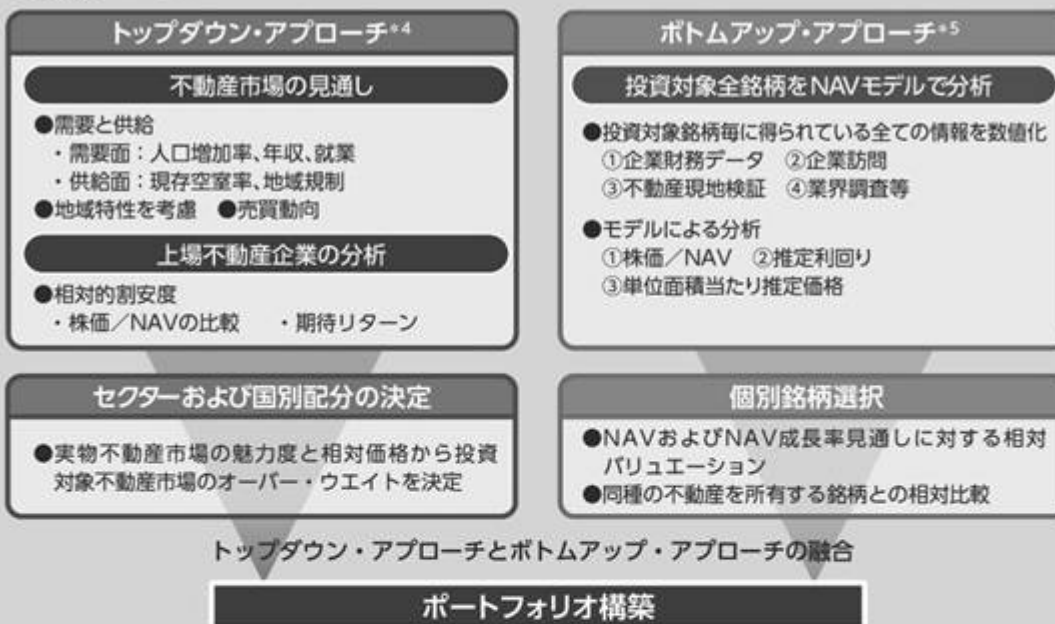 トップダウン・アプローチ*4
不動産市場の見通し
●需要と供給
・需要面：人口増加率、年収、就業
・供給面：現存空室率、地域規制
●地域特性を考慮 ●売買動向
上場不動産企業の分析
●相対的割安度
・株価／NAVの比較 ・期待リターン
セクターおよび国別配分の決定
●実物不動産市場の魅力度と相対価格から投資
対象不動産市場のオーバー・ウエイトを決定
ボトムアップ・アプローチ*5
投資対象全銘柄をNAVモデルで分析
●投資対象銘柄毎に得られている全ての情報を数値化
①企業財務データ ②企業訪問
③不動産現地検証 ④業界調査等
●モデルによる分析
①株価／NAV ②推定利回り
③単位面積当たり推定価格
個別銘柄選択
●NAVおよびNAV成長率見通しに対する相対
バリュエーション
●同種の不動産を所有する銘柄との相対比較
トップダウン・アプローチとボトムアップ・アプローチの融合
ポートフォリオ構築